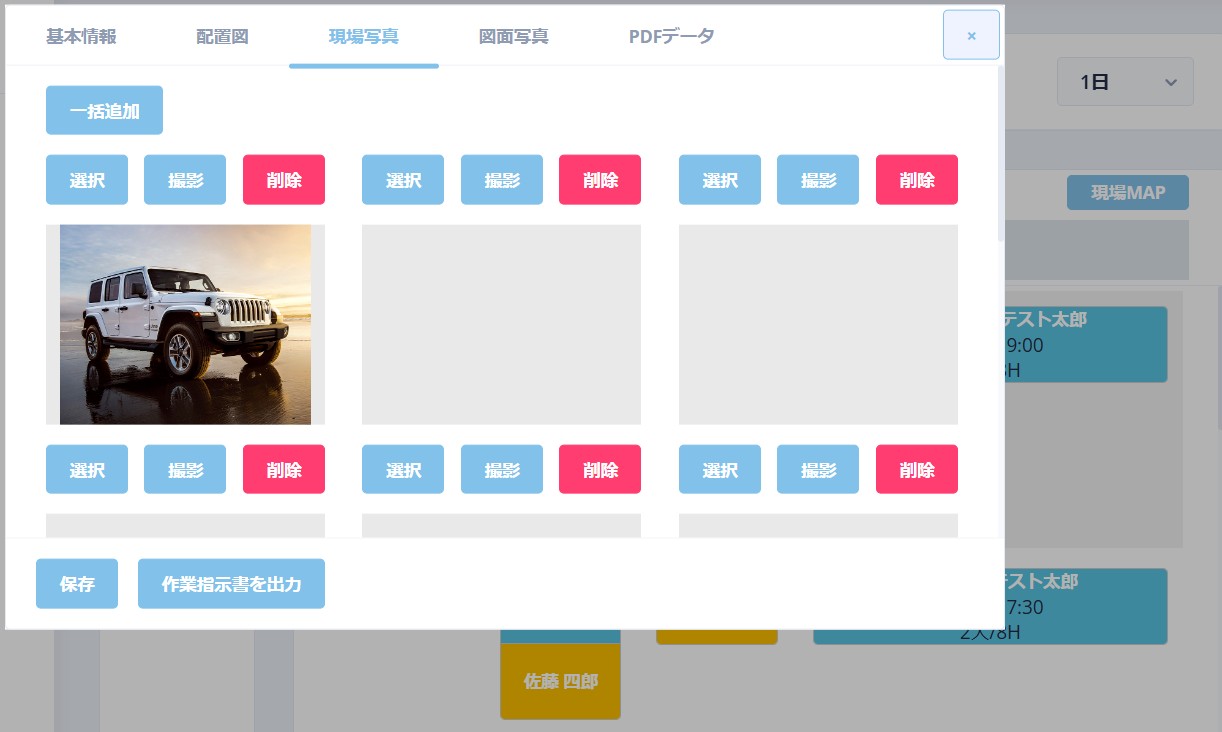 基本情報 配置図 現場写真 図面写真 PDFデータ ×
1日
一括追加
選択 撮影 削除 選択 撮影 削除 選択 撮影 削除
現場MAP
テスト太郎
9:00
選択 撮影 削除 選択 撮影 削除 選択 撮影 削除
保存 作業指示書を出力
テスト太郎
7:30
2人/8H
佐藤 四郎